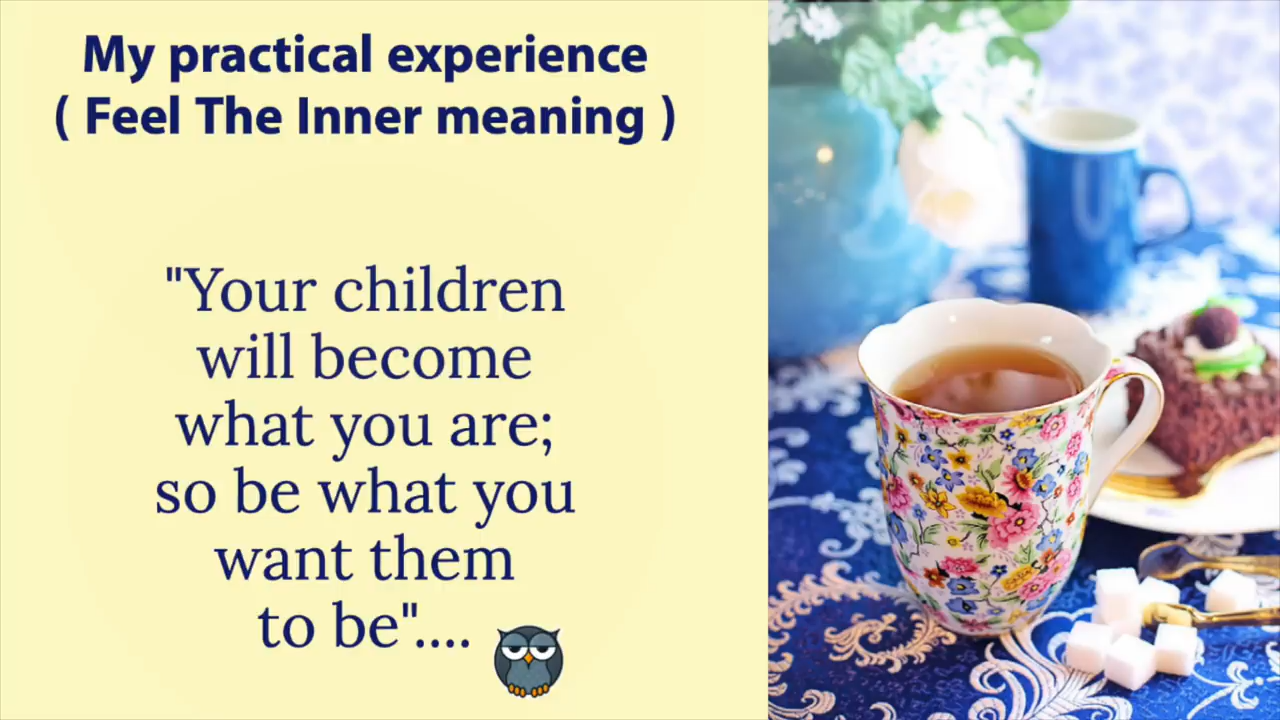 My practical experience
( Feel The Inner meaning )
"Your children
will become
what you are;
so be what you
want them
to be"....